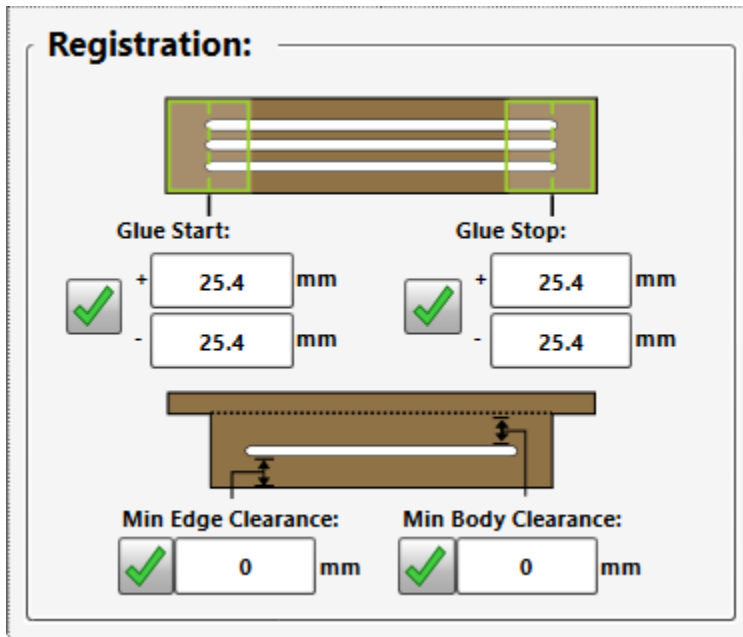 Registration:
Glue Start: Glue Stop:
+ 25.4 mm + 25.4 mm
- 25.4 mm - 25.4 mm
Min Edge Clearance: Min Body Clearance:
0 mm 0 mm